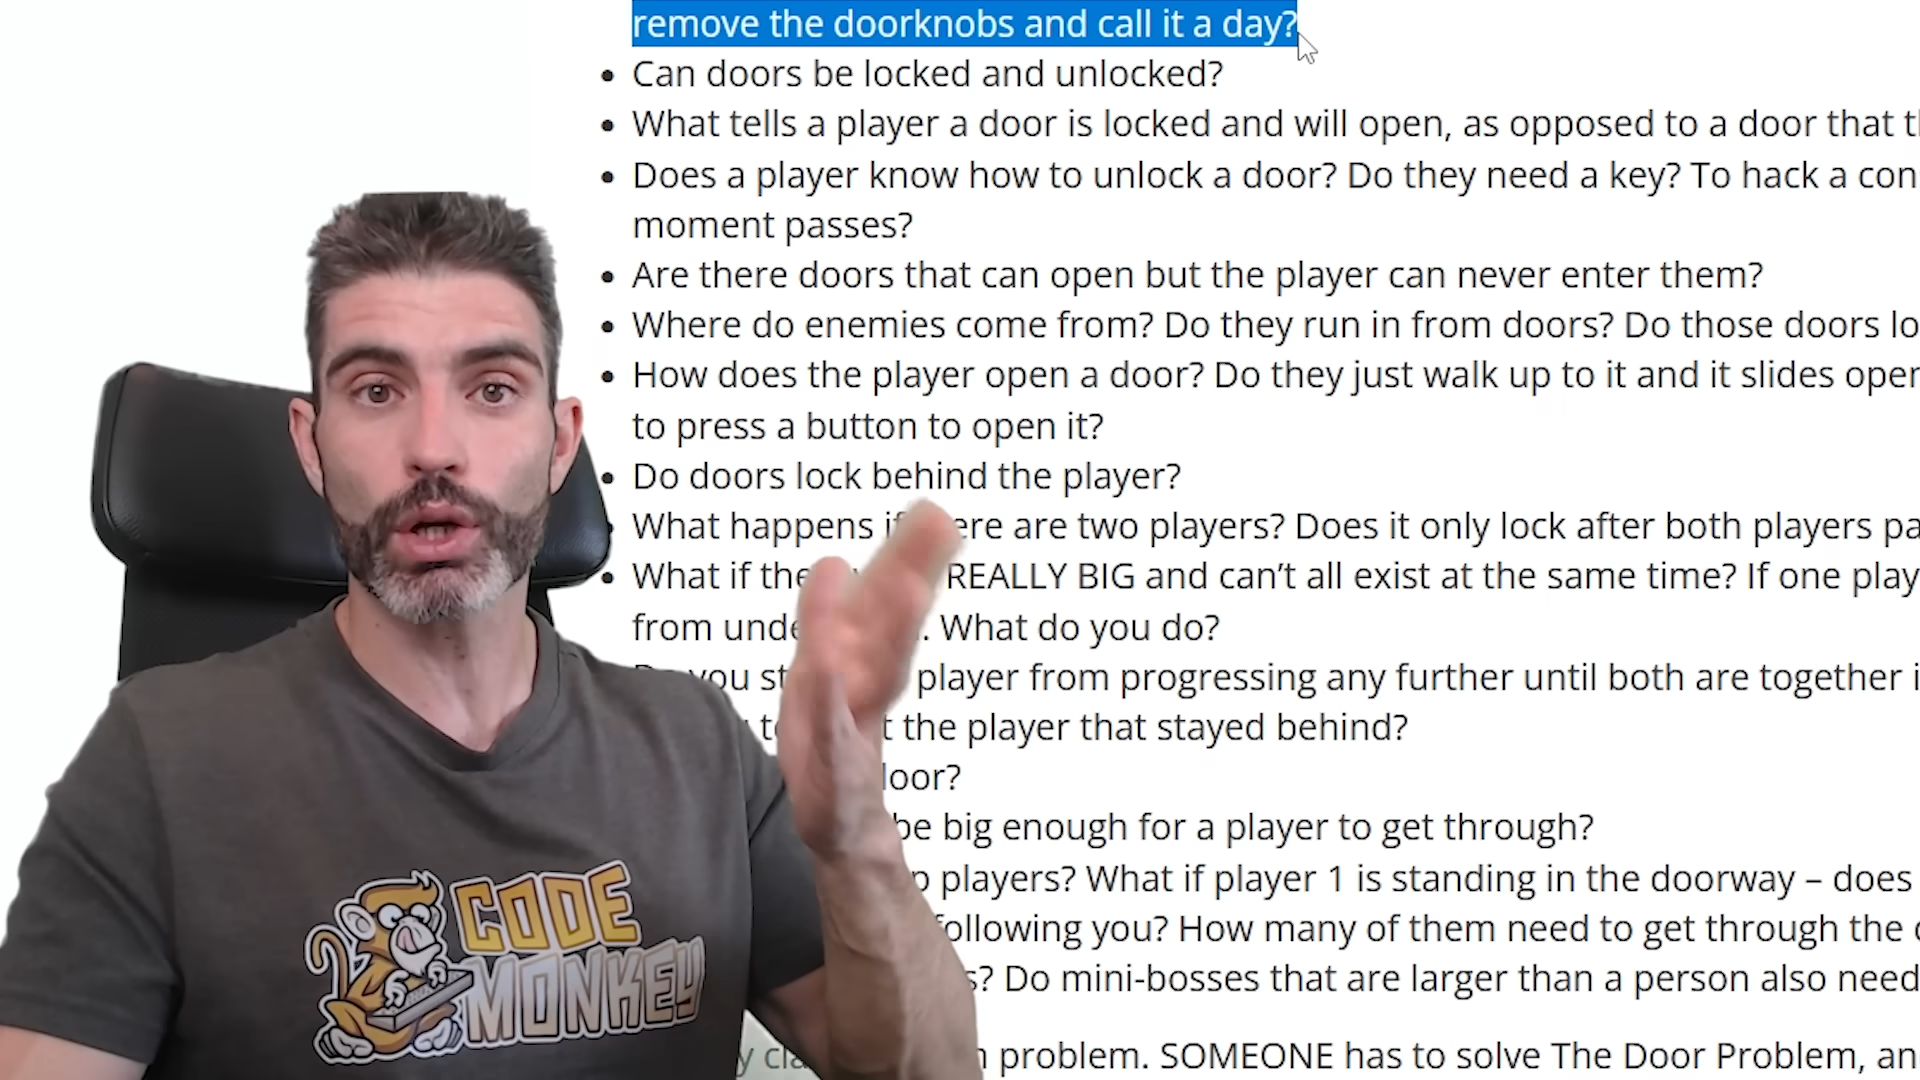 remove the doorknobs and call it a day?
Can doors be locked and unlocked?
What tells a player a door is locked and will open, as opposed to a door that
Does a player know how to unlock a door? Do they need a key? To hack a
moment passes?
Are there doors that can open but the player can never enter them?
Where do enemies come from? Do they run in from doors? Do those doors
How does the player open a door? Do they just walk up to it and it slides
to press a button to open it?
Do doors lock behind the player?
What happens are two players? Does it only lock after both players
What if REALLY BIG and can't all exist at the same time? If one
from What do you do?
you player from progressing any further until both are together
the player that stayed behind?
be big enough for a player to get through?
players? What if player 1 is standing in the doorway – does
following you? How many of them need to get through the
Do mini-bosses that are larger than a person also need
problem. SOMEONE has to solve The Door Problem,
CODE
MONKEY